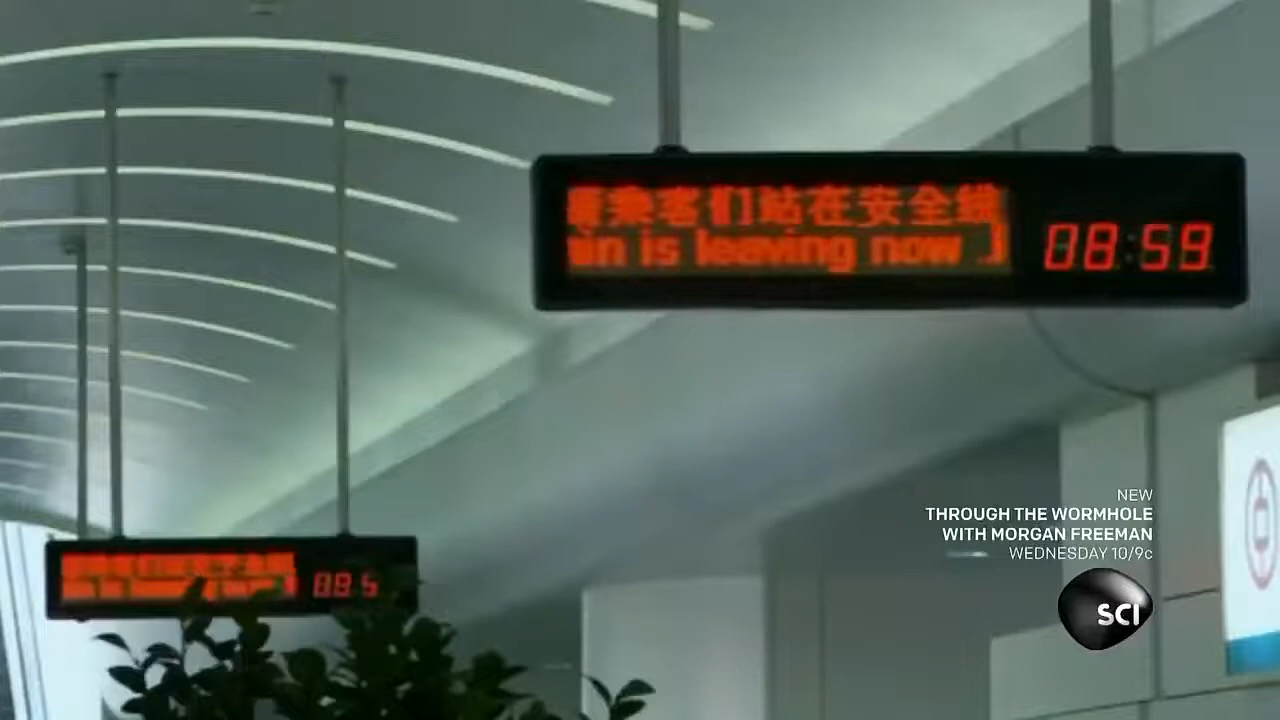 乘客们站在安全线
in is leaving now
08:59
NEW
THROUGH THE WORMHOLE
WITH MORGAN FREEMAN
WEDNESDAY 10/9c
SCI